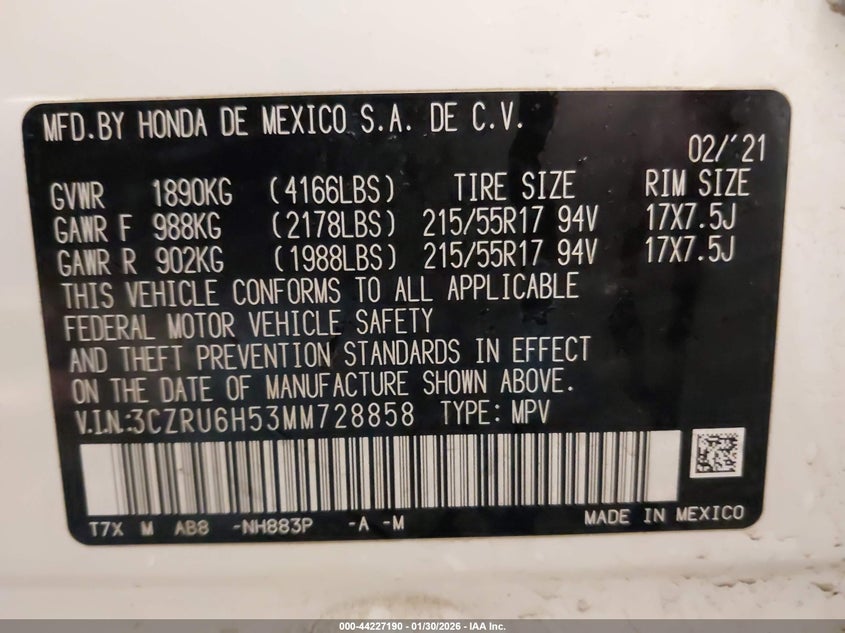 MFD.BY HONDA DE MEXICO S.A. DE C.V.
02/'21
GVWR 1890KG (4166LBS) TIRE SIZE RIM SIZE
GAWR F 988KG (2178LBS) 215/55R17 94V 17X7.5J
GAWR R 902KG (1988LBS) 215/55R17 94V 17X7.5J
THIS VEHICLE CONFORMS TO ALL APPLICABLE
FEDERAL MOTOR VEHICLE SAFETY
AND THEFT PREVENTION STANDARDS IN EFFECT
ON THE DATE OF MANUFACTURE SHOWN ABOVE.
V.I.N.:3CZRU6H53MM728858 TYPE: MPV
T7X M AB8 -NH883P -A -M MADE IN MEXICO
000-44227190 - 01/30/2026 - IAA Inc.